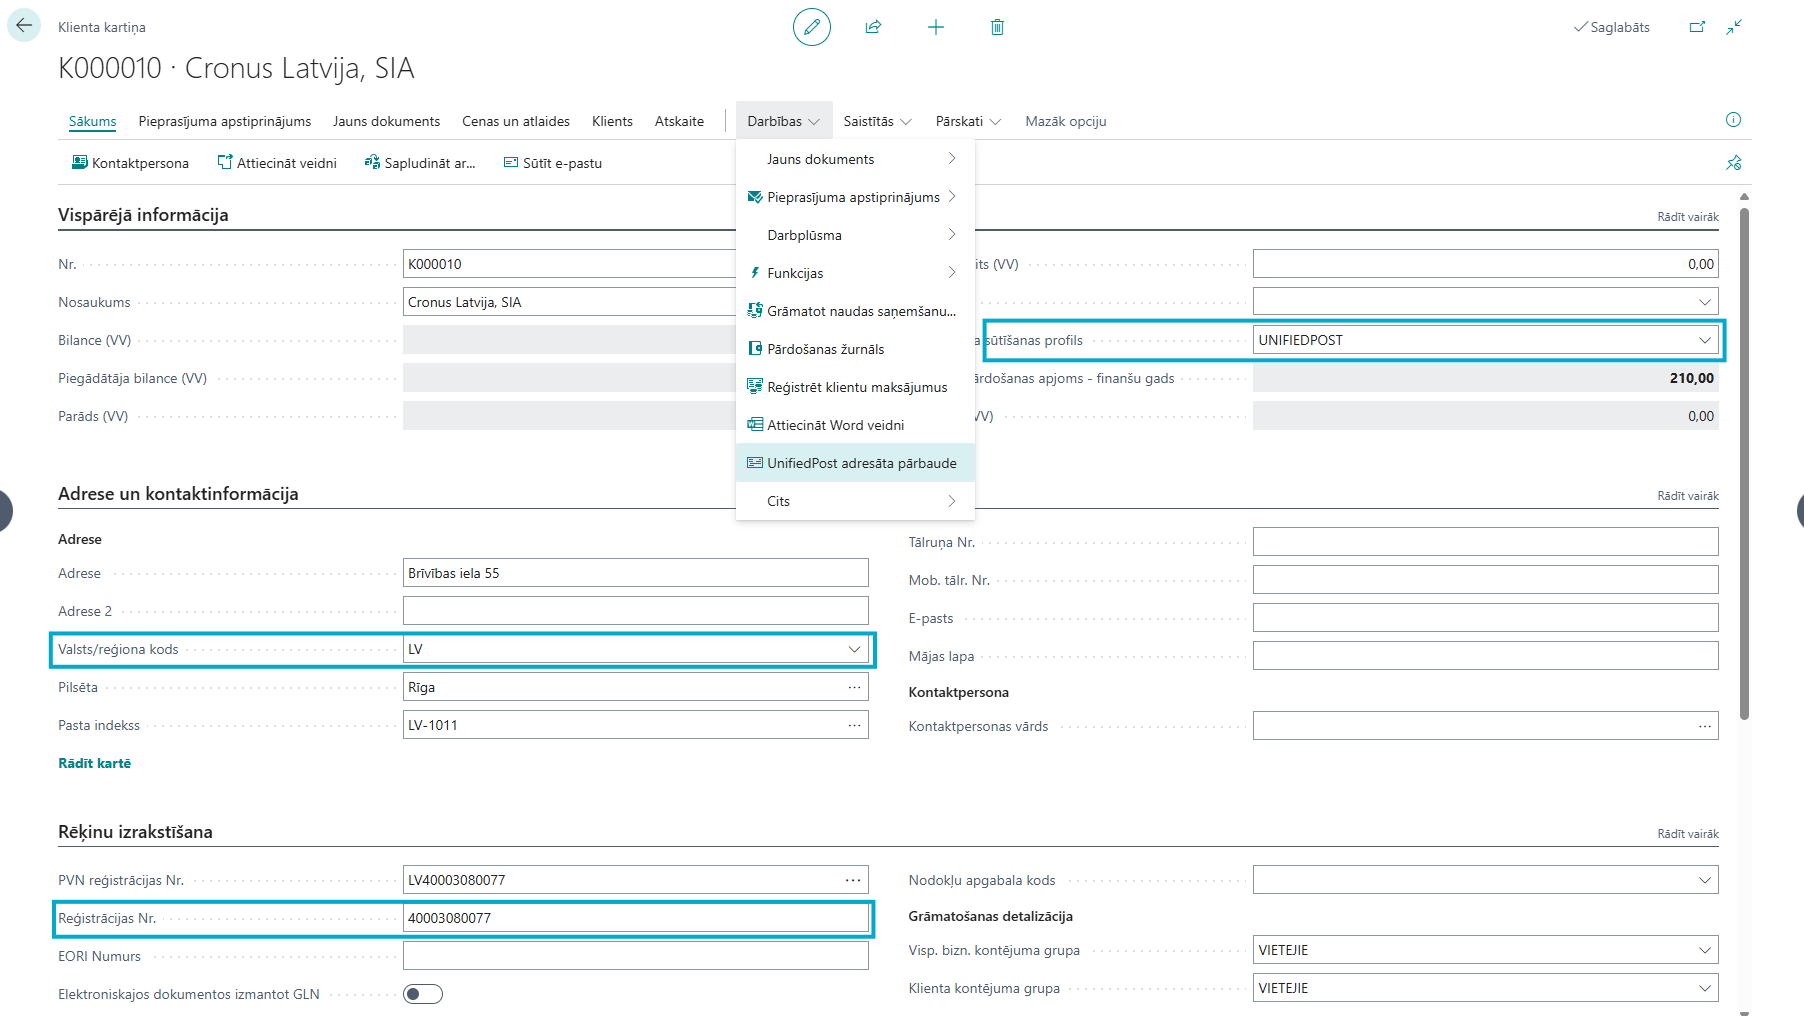 Klienta kartiņa
Saglabāts
K000010 · Cronus Latvija, SIA
Sākums
Pieprasījuma apstiprinājums
Jauns dokuments
Cenas un atlaides
Klients
Atskaite
Darbības
Saistītās
Pārskati
Mazāk opciju
Kontaktpersona
Attiecināt veidni
Sapludināt ar...
Sūtīt e-pastu
Jauns dokuments
Pieprasījuma apstiprinājums
Darbplūsma
Funkcijas
Grāmatot naudas saņemšanu...
Pārdošanas žurnāls
Reģistrēt klientu maksājumus
Attiecināt Word veidni
UnifiedPost adresāta pārbaude
Cits
Vispārējā informācija
Rādīt vairāk
Nr.
K000010
Nosaukums
Cronus Latvija, SIA
Bilance (VV)
Piegādātāja bilance (VV)
Parāds (VV)
its (VV)
0,00
a sūtīšanas profils
UNIFIEDPOST
ārdošanas apjoms - finanšu gads
210,00
VV)
0,00
Adrese un kontaktinformācija
Rādīt vairāk
Adrese
Adrese
Brīvības iela 55
Adrese 2
Valsts/reģiona kods
LV
Pilsēta
Rīga
Pasta indekss
LV-1011
Rādīt kartē
Tālruņa Nr.
Mob. tālr. Nr.
E-pasts
Mājas lapa
Kontaktpersona
Kontaktpersonas vārds
Rēķinu izrakstīšana
Rādīt vairāk
PVN reģistrācijas Nr.
LV40003080077
Reģistrācijas Nr.
40003080077
EORI Numurs
Elektroniskajos dokumentos izmantot GLN
Nodokļu apgabala kods
Grāmatošanas detalizācija
Visp. bizn. kontējuma grupa
VIETEJIE
Klienta kontējuma grupa
VIETEJIE